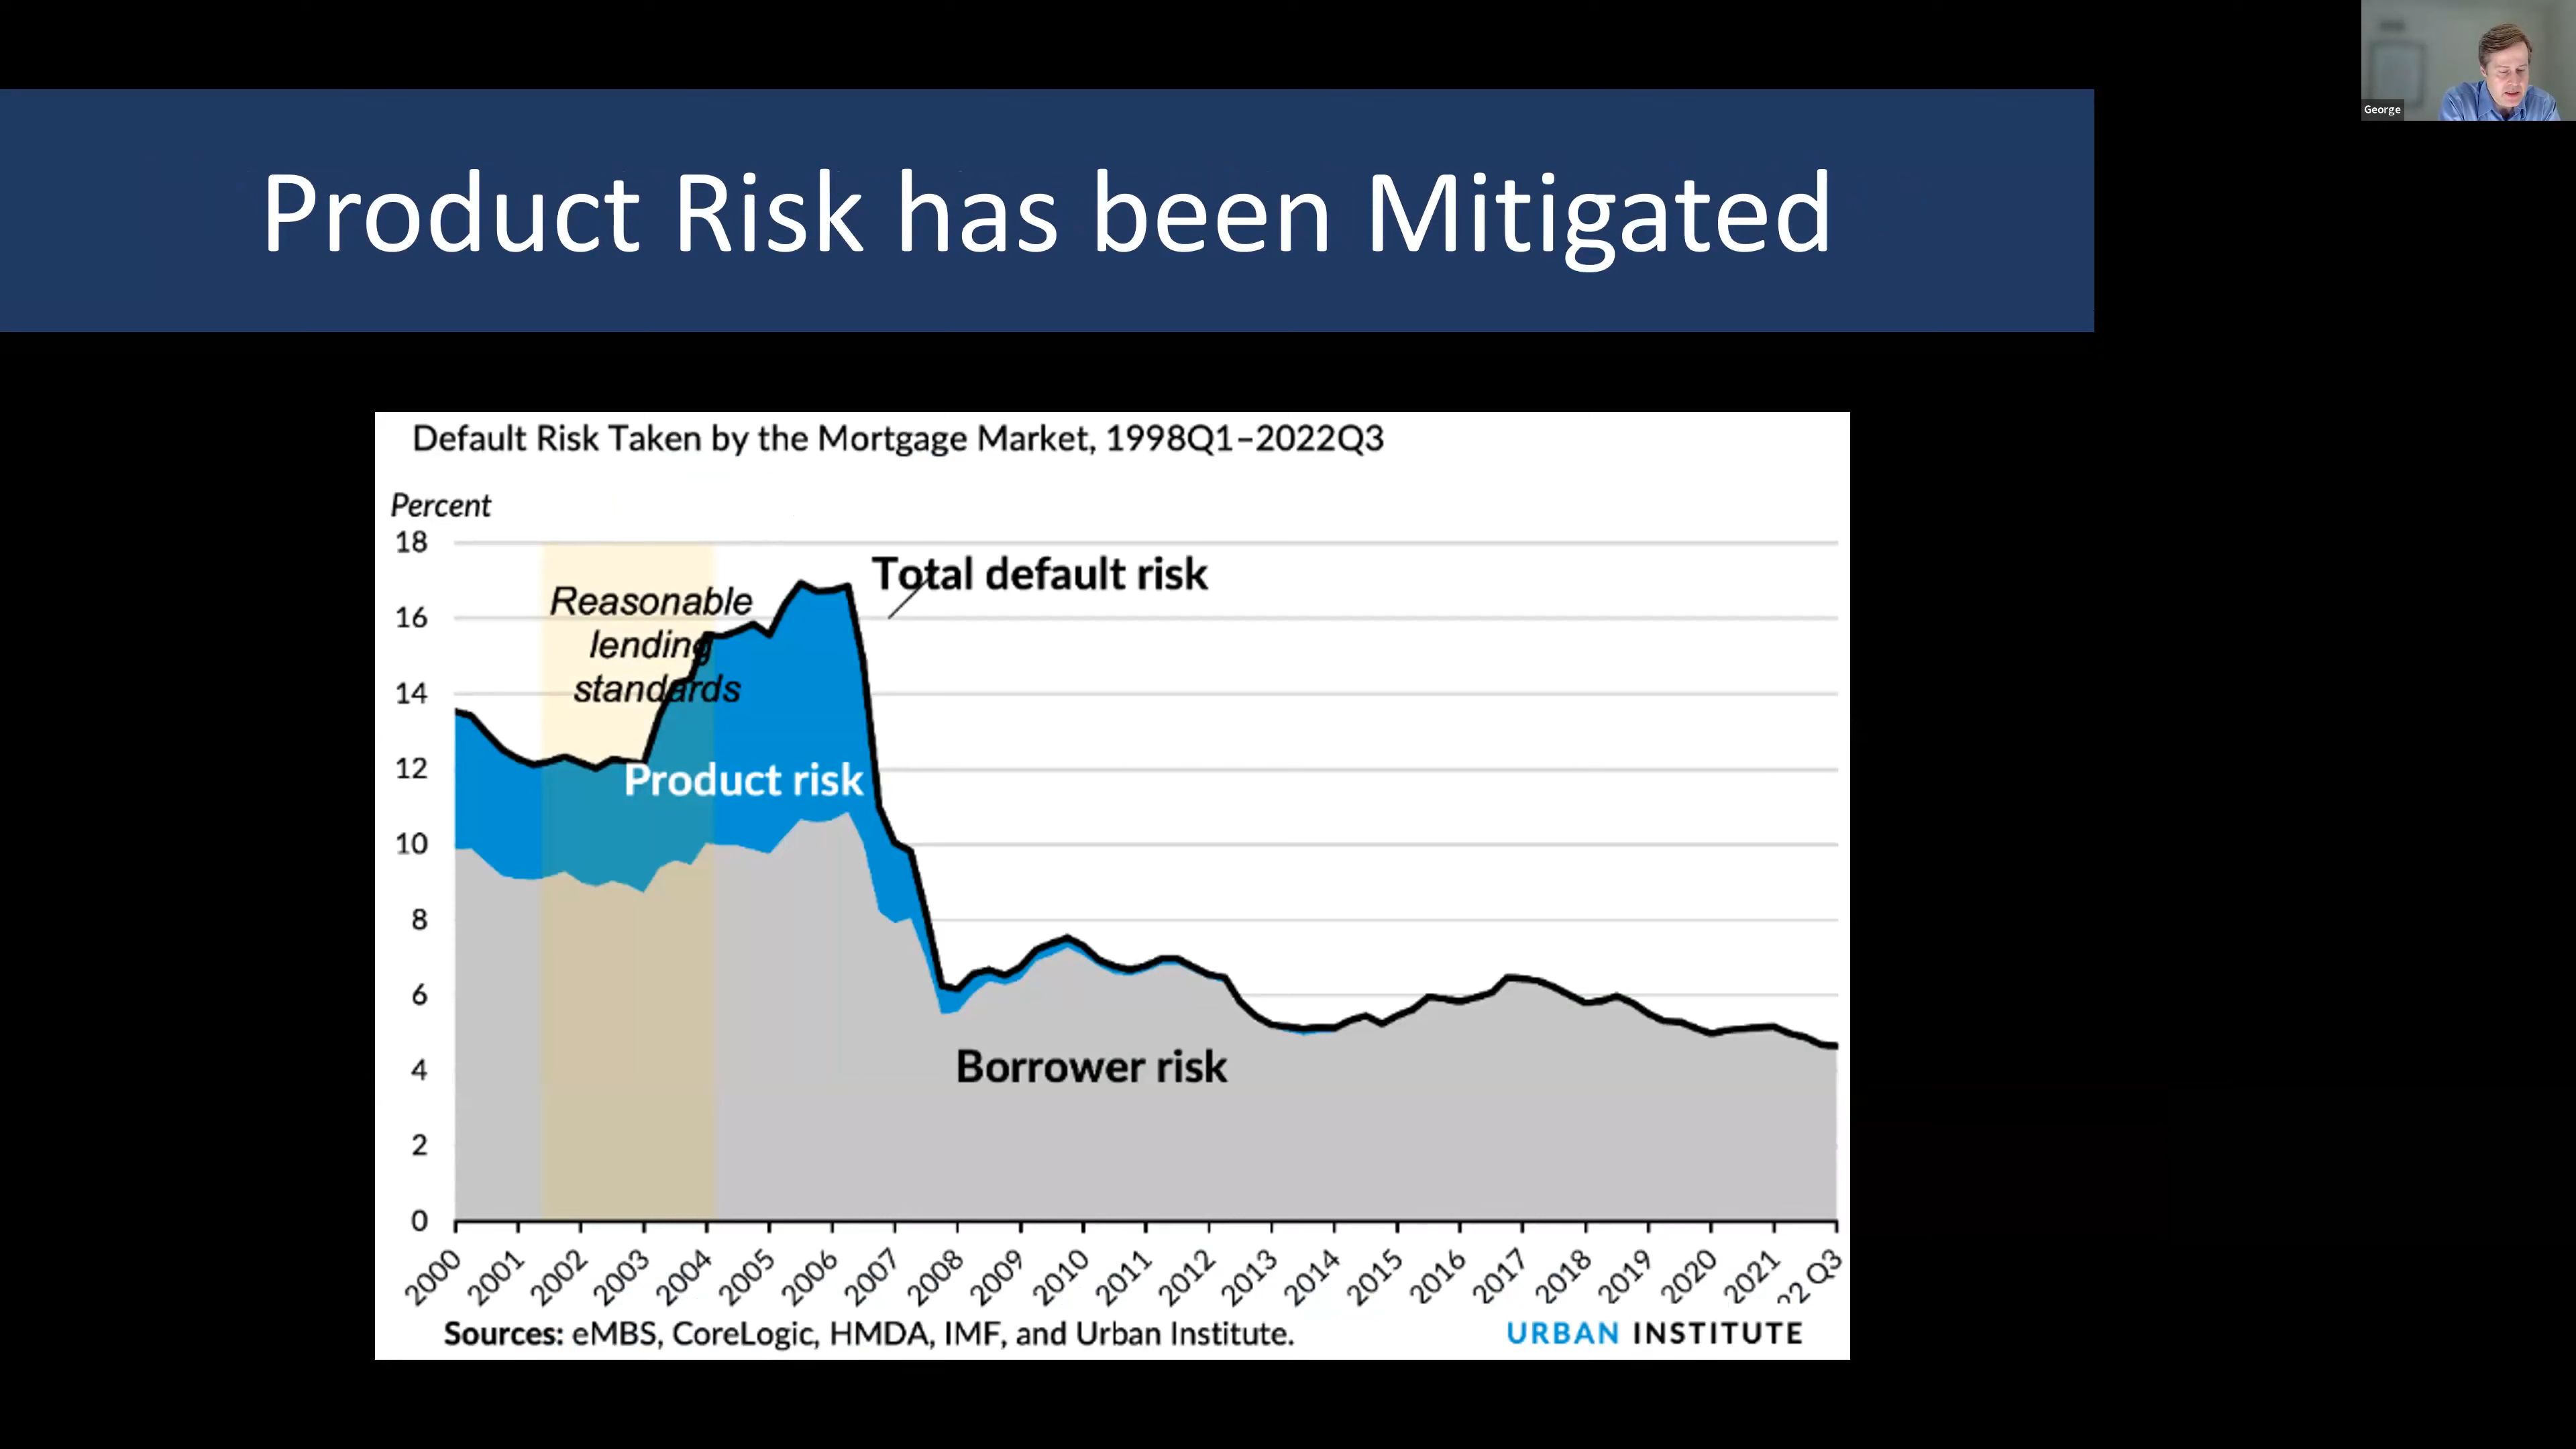 George
Product Risk has been Mitigated
Default Risk Taken by the Mortgage Market, 1998Q1–2022Q3
Percent
18
16
14
12
10
8
6
4
2
0
Total default risk
Reasonable
lending
standards
Product risk
Borrower risk
2000
2001
2002
2003
2004
2005
2006
2007
2008
2009
2010
2011
2012
2013
2014
2015
2016
2017
2018
2019
2020
2021
22 Q3
Sources: eMBS, CoreLogic, HMDA, IMF, and Urban Institute.
URBAN INSTITUTE